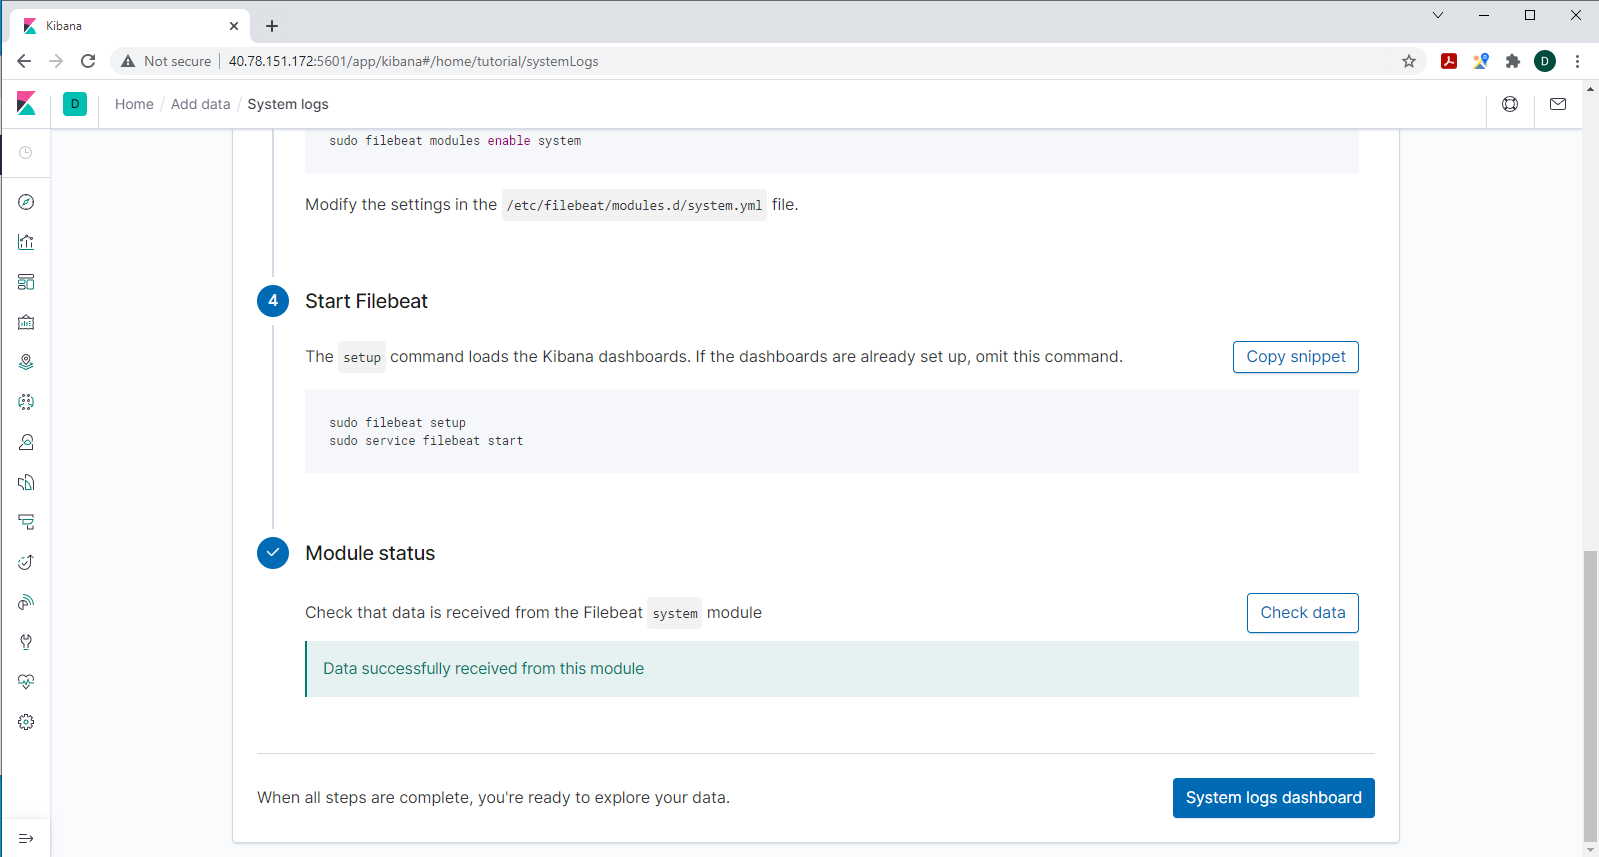 Kibana
Not secure 40.78.151.172:5601/app/kibana#/home/tutorial/systemLogs
D
D Home / Add data / System logs
sudo filebeat modules enable system
Modify the settings in the /etc/filebeat/modules.d/system.yml file.
4 Start Filebeat
The setup command loads the Kibana dashboards. If the dashboards are already set up, omit this command.
Copy snippet
sudo filebeat setup
sudo service filebeat start
Module status
Check that data is received from the Filebeat system module
Check data
Data successfully received from this module
When all steps are complete, you're ready to explore your data.
System logs dashboard